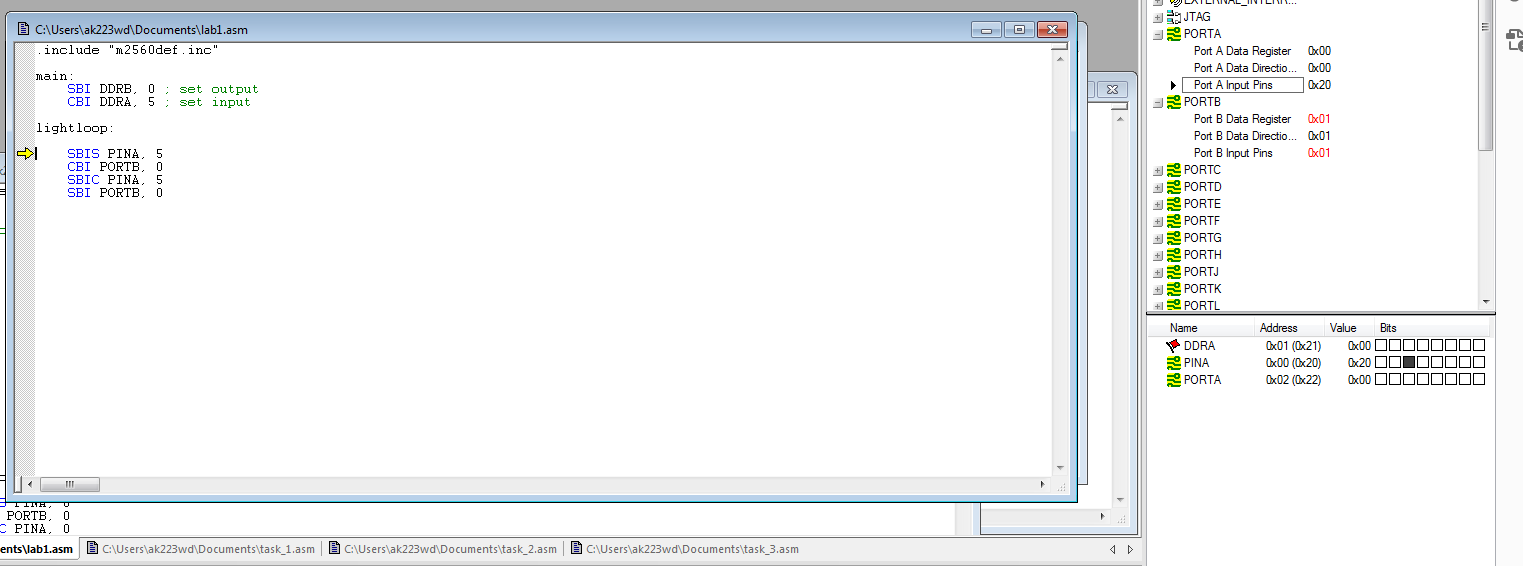 C:\Users\ak223wd\Documents\lab1.asm
.include "m2560def.inc"
main:
SBI DDRB, 0 ; set output
CBI DDRA, 5 ; set input
lightloop:
SBIS PINA, 5
CBI PORTB, 0
SBIC PINA, 5
SBI PORTB, 0
PINA, 0
PORTB, 0
C PINA, 0
ents\lab1.asm C:\Users\ak223wd\Documents\task_1.asm C:\Users\ak223wd\Documents\task_2.asm C:\Users\ak223wd\Documents\task_3.asm
EXTERNAL_INTERR...
JTAG
PORTA
Port A Data Register 0x00
Port A Data Directio... 0x00
Port A Input Pins 0x20
PORTB
Port B Data Register 0x01
Port B Data Directio... 0x01
Port B Input Pins 0x01
PORTC
PORTD
PORTE
PORTF
PORTG
PORTH
PORTJ
PORTK
PORTL
Name Address Value Bits
DDRA 0x01 (0x21) 0x00
PINA 0x00 (0x20) 0x20
PORTA 0x02 (0x22) 0x00